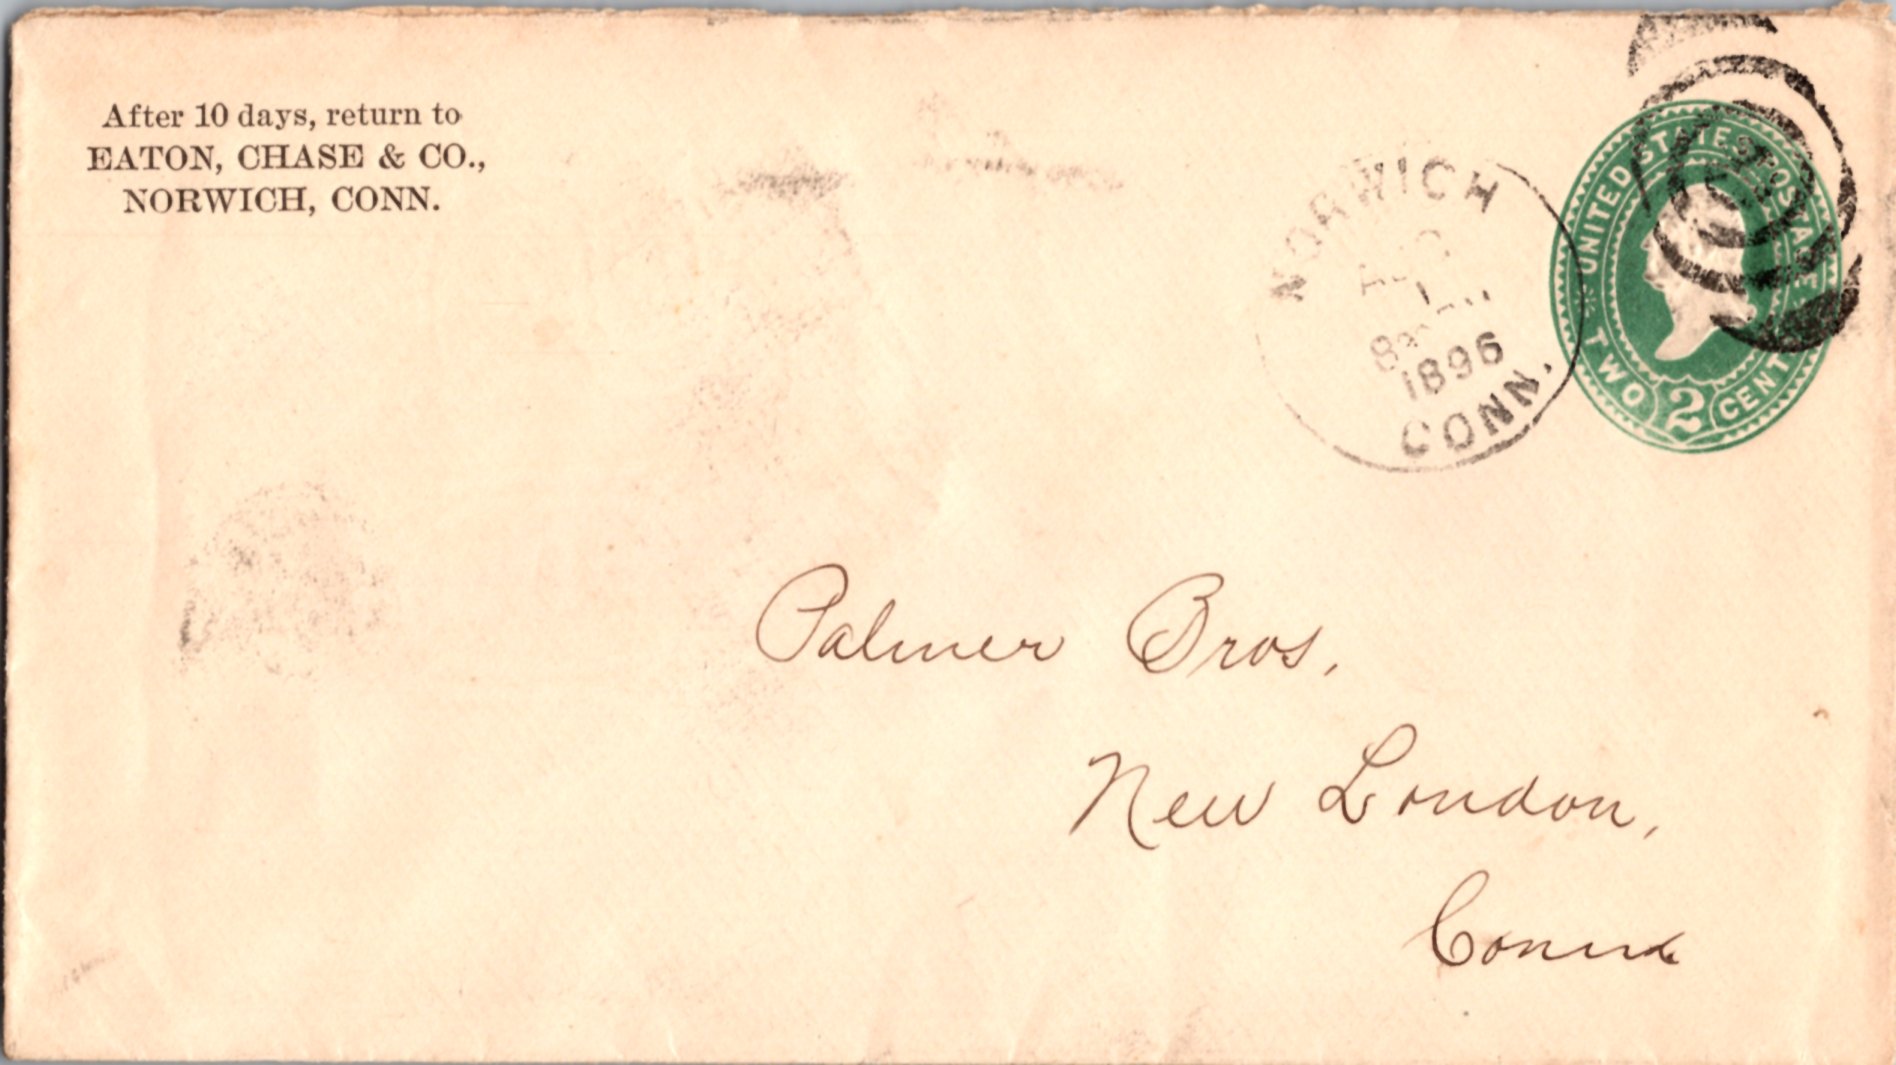 After 10 days, return to
EATON, CHASE & CO.,
NORWICH, CONN.
NORWICH
1896
CONN.
UNITED STATES POSTAGE
TWO 2 CENTS
Palmer Bros.
New London,
Conn